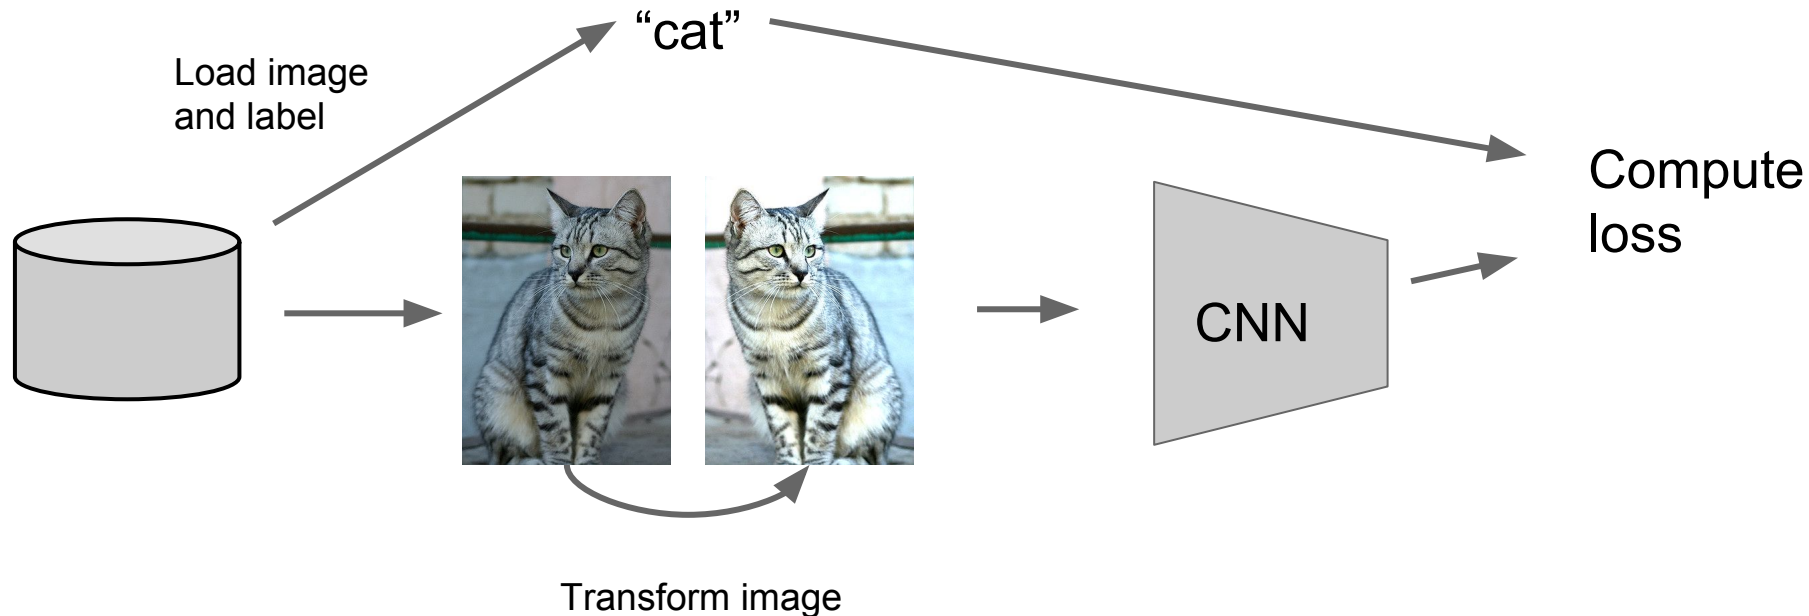 “cat”
Load image
and label
Compute
loss
CNN
Transform image